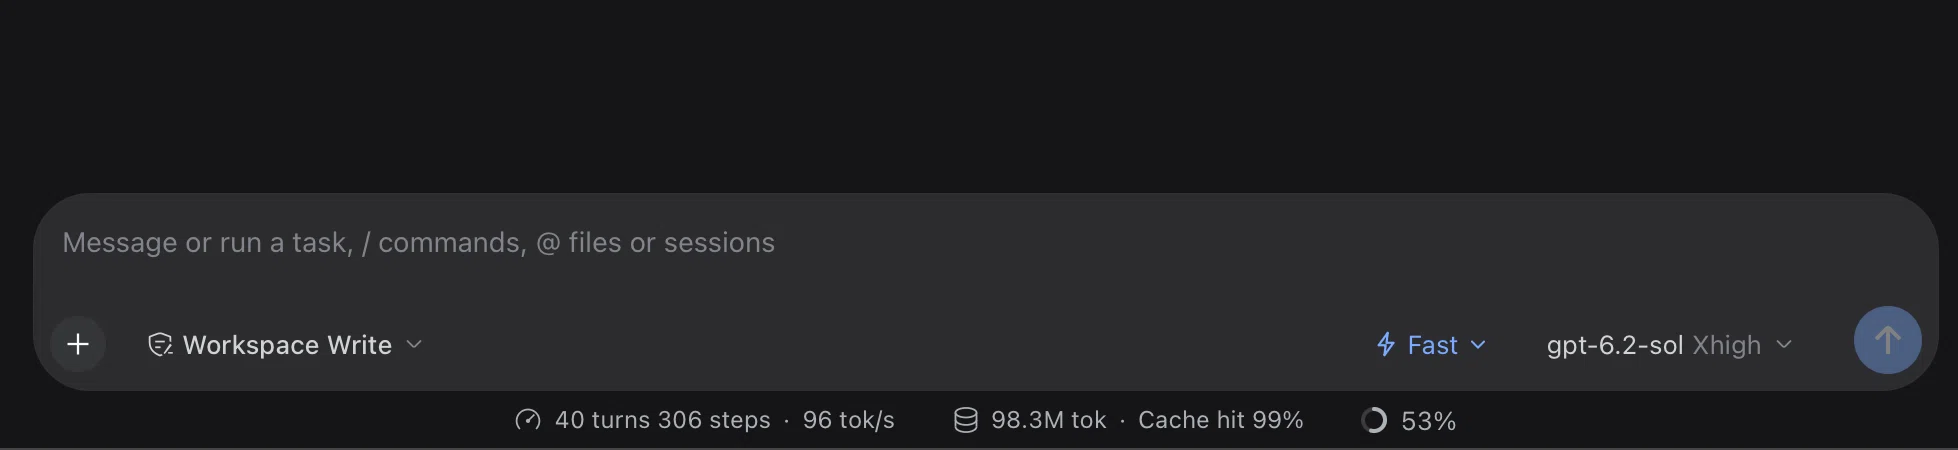 Message or run a task, / commands, @ files or sessions
Workspace Write Fast gpt-6.2-sol Xhigh
40 turns 306 steps · 96 tok/s 98.3M tok · Cache hit 99% 53%